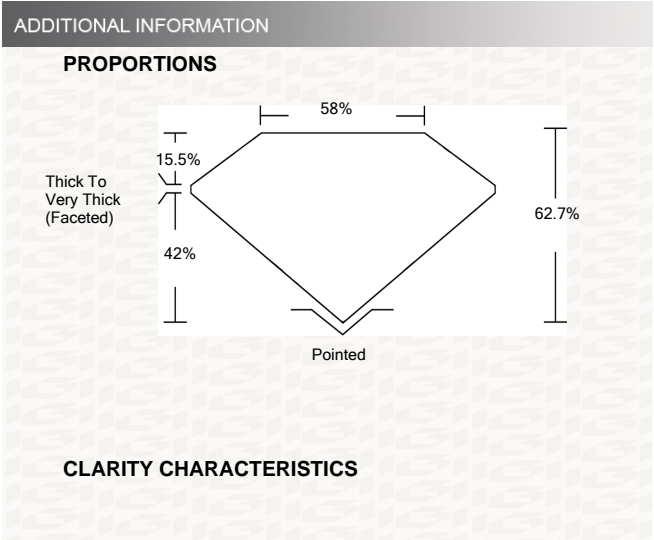 ADDITIONAL INFORMATION
PROPORTIONS
58%
15.5%
Thick To
Very Thick
(Faceted)
62.7%
42%
Pointed
CLARITY CHARACTERISTICS